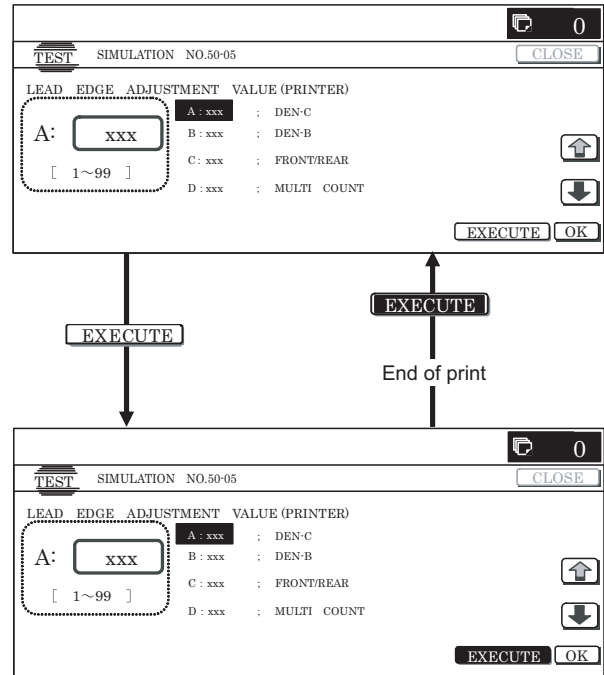 0
TEST SIMULATION NO.50-05 CLOSE
LEAD EDGE ADJUSTMENT VALUE (PRINTER)
A: xxx
[ 1~99 ]
A : xxx ; DEN-C
B : xxx ; DEN-B
C : xxx ; FRONT/REAR
D : xxx ; MULTI COUNT
EXECUTE OK
EXECUTE
EXECUTE
End of print
0
TEST SIMULATION NO.50-05 CLOSE
LEAD EDGE ADJUSTMENT VALUE (PRINTER)
A: xxx
[ 1~99 ]
A : xxx ; DEN-C
B : xxx ; DEN-B
C : xxx ; FRONT/REAR
D : xxx ; MULTI COUNT
EXECUTE OK